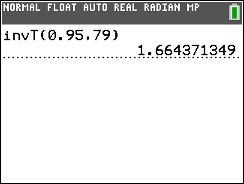 NORMAL FLOAT AUTO REAL RADIAN MP
invT(0.95,79)
1.664371349